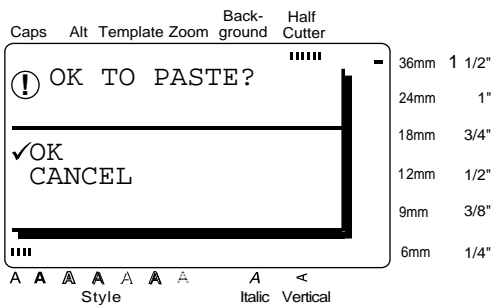 Caps Alt Template Zoom Back-ground Half Cutter
! OK TO PASTE?
✓OK
CANCEL
36mm 1 1/2"
24mm 1"
18mm 3/4"
12mm 1/2"
9mm 3/8"
6mm 1/4"
A A A A A A A A A
Style Italic Vertical